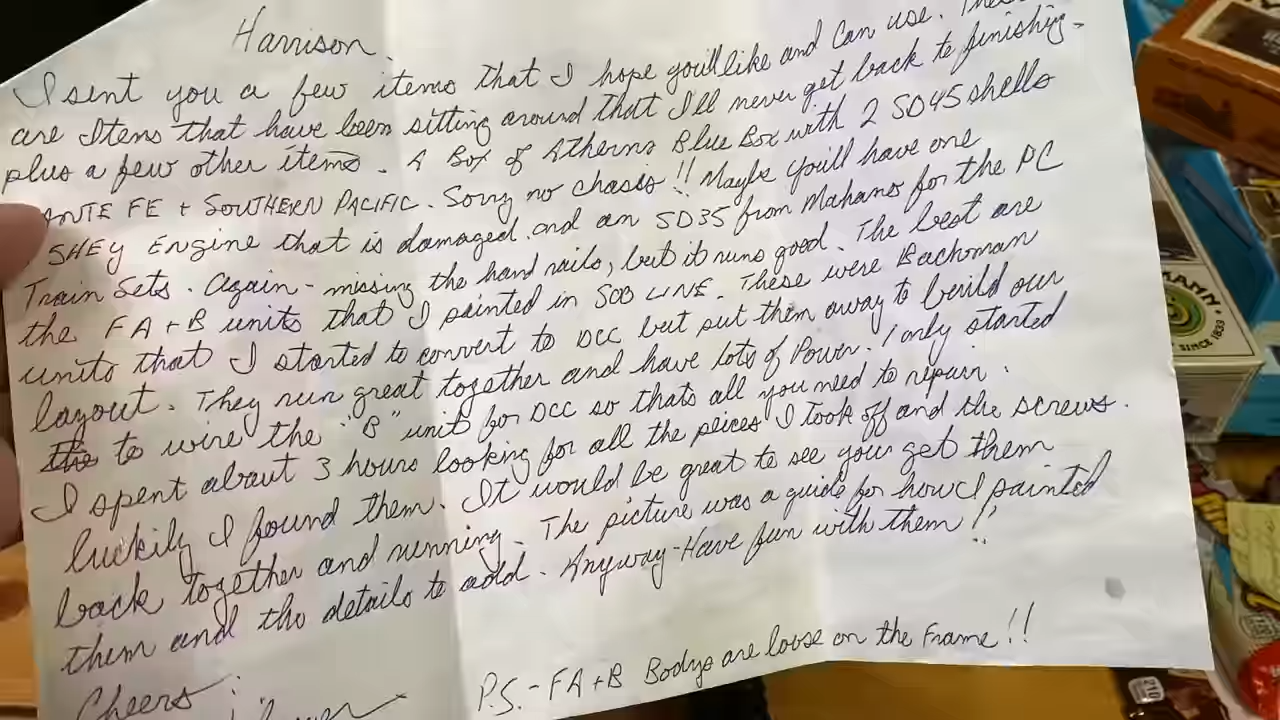 Harrison.
I sent you a few items that I hope you'll like and Can use. These
are Items that have been sitting around that I'll never get back to finishing -
plus a few other items. A Box of Atherns Blue Box with 2 SD45 shells
ANTE FE + SOUTHERN PACIFIC. Sorry no chasis!! Maybe you'll have one
SHEY ENGINE that is damaged. and an SD35 from Mahano for the PC
Train Sets. Again - missing the hand rails, but it runs good. The best are
the FA+B units that I painted in SOO LINE. These were Bachman
units that I started to convert to DCC but put them away to build our
layout. They run great together and have lots of Power. I only started
to wire the "B" unit for DCC so thats all you need to repair.
I spent about 3 hours looking for all the peices I Took off and the screws.
luckily I found them. It would be great to see you get them
back together and running. The picture was a guide for how I painted
them and the details to add. Anyway - Have fun with them!!
Cheers
P.S. - FA+B Bodys are loose on the Frame!!
MANN
SINCE 1833
210